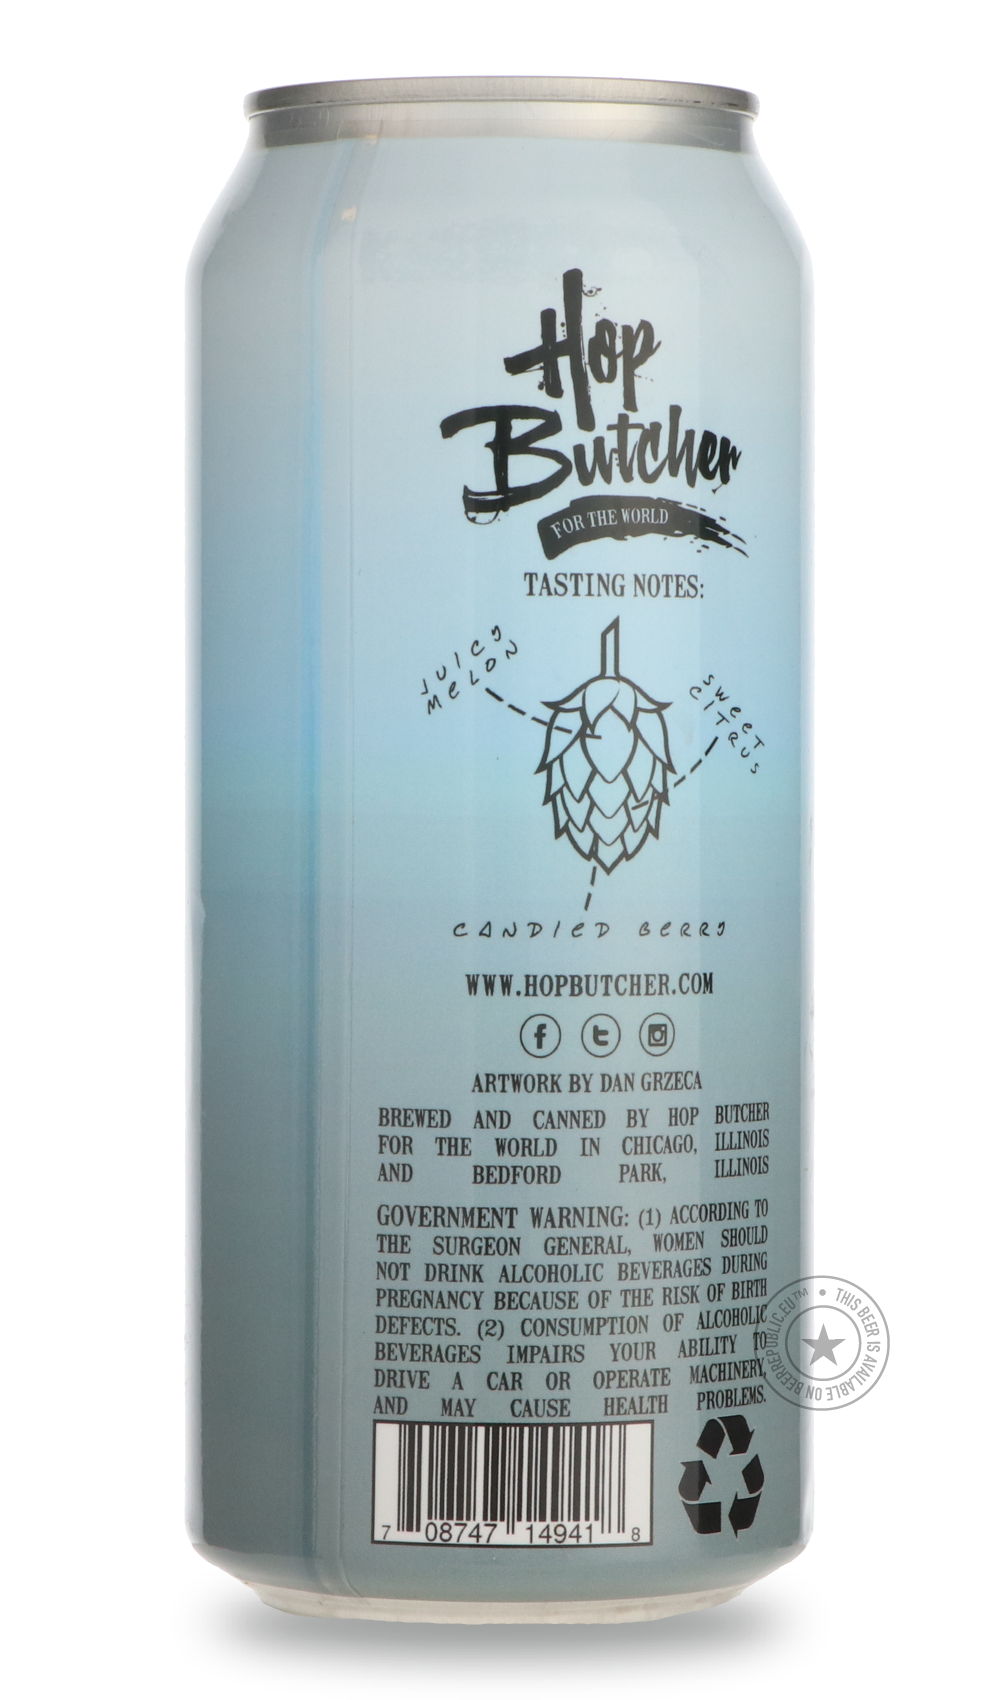 Hop
Butcher
FOR THE WORLD
TASTING NOTES:
JUICY
MELON
SWEET
CITRUS
CANDIED BERRY
WWW.HOPBUTCHER.COM
ARTWORK BY DAN GRZECA
BREWED AND CANNED BY HOP BUTCHER
FOR THE WORLD IN CHICAGO, ILLINOIS
AND BEDFORD PARK, ILLINOIS
GOVERNMENT WARNING: (1) ACCORDING TO
THE SURGEON GENERAL, WOMEN SHOULD
NOT DRINK ALCOHOLIC BEVERAGES DURING
PREGNANCY BECAUSE OF THE RISK OF BIRTH
DEFECTS. (2) CONSUMPTION OF ALCOHOLIC
BEVERAGES IMPAIRS YOUR ABILITY TO
DRIVE A CAR OR OPERATE MACHINERY,
AND MAY CAUSE HEALTH PROBLEMS.
7 08747 14941 8
THIS BEER IS AVAILABLE ON BEERREPUBLIC.EU™ •